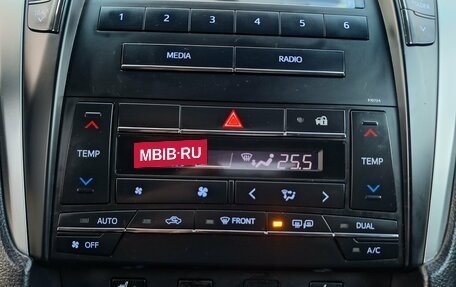 1 2 3 4 5 6
MEDIA RADIO
TEMP TEMP
MBIB-RU
25.5
AUTO FRONT DUAL
OFF A/C